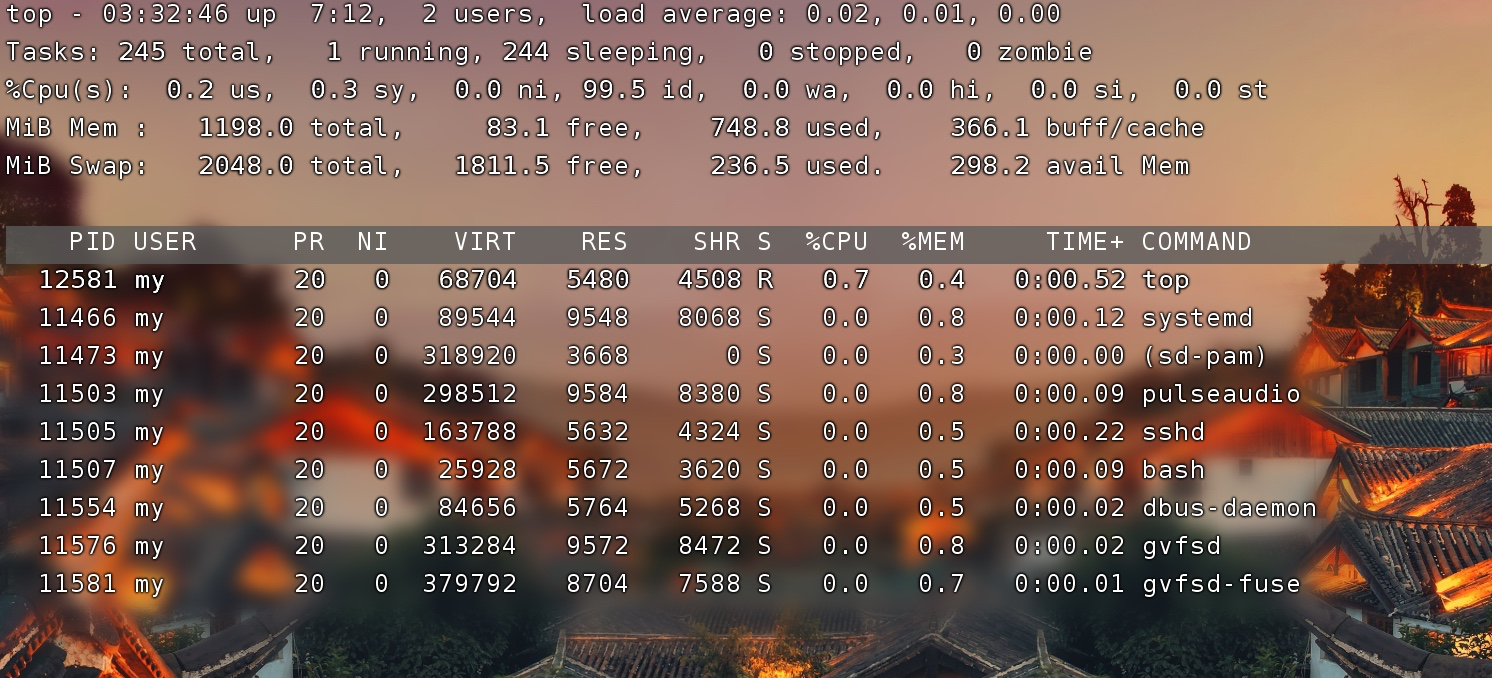 top - 03:32:46 up  7:12,  2 users,  load average: 0.02, 0.01, 0.00
Tasks: 245 total,   1 running, 244 sleeping,   0 stopped,   0 zombie
%Cpu(s):  0.2 us,  0.3 sy,  0.0 ni, 99.5 id,  0.0 wa,  0.0 hi,  0.0 si,  0.0 st
MiB Mem :   1198.0 total,     83.1 free,    748.8 used,    366.1 buff/cache
MiB Swap:   2048.0 total,   1811.5 free,    236.5 used.    298.2 avail Mem
    PID USER      PR  NI    VIRT    RES    SHR S  %CPU  %MEM     TIME+ COMMAND
  12581 my        20   0   68704   5480   4508 R   0.7   0.4   0:00.52 top
  11466 my        20   0   89544   9548   8068 S   0.0   0.8   0:00.12 systemd
  11473 my        20   0  318920   3668      0 S   0.0   0.3   0:00.00 (sd-pam)
  11503 my        20   0  298512   9584   8380 S   0.0   0.8   0:00.09 pulseaudio
  11505 my        20   0  163788   5632   4324 S   0.0   0.5   0:00.22 sshd
  11507 my        20   0   25928   5672   3620 S   0.0   0.5   0:00.09 bash
  11554 my        20   0   84656   5764   5268 S   0.0   0.5   0:00.02 dbus-daemon
  11576 my        20   0  313284   9572   8472 S   0.0   0.8   0:00.02 gvfsd
  11581 my        20   0  379792   8704   7588 S   0.0   0.7   0:00.01 gvfsd-fuse